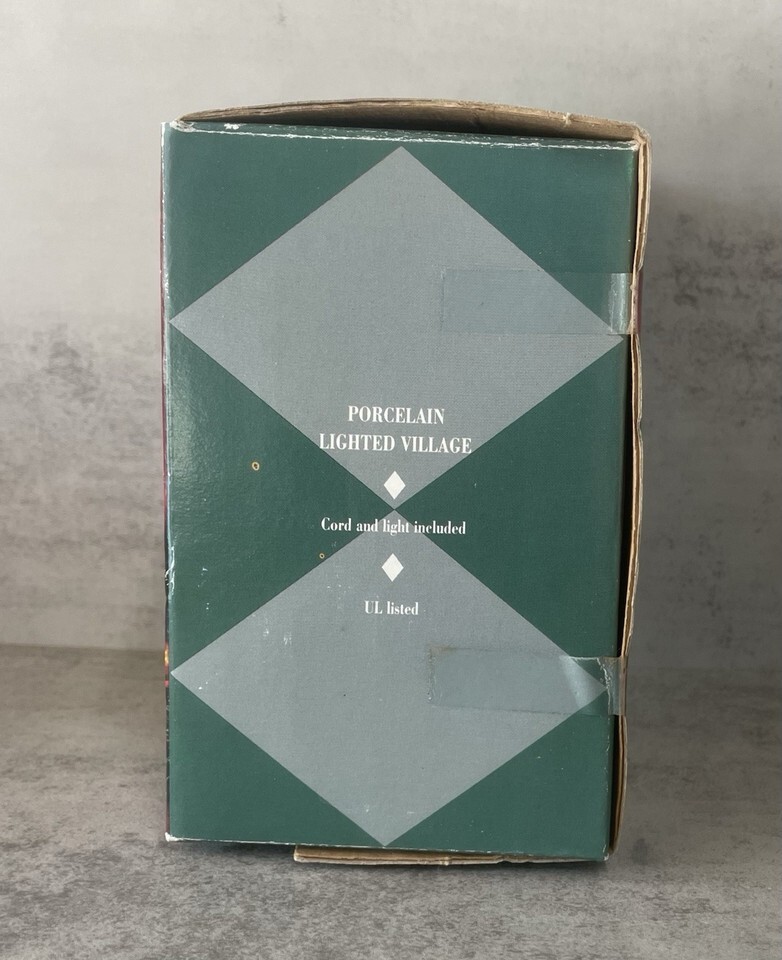 PORCELAIN
LIGHTED VILLAGE
Cord and light included
UL listed